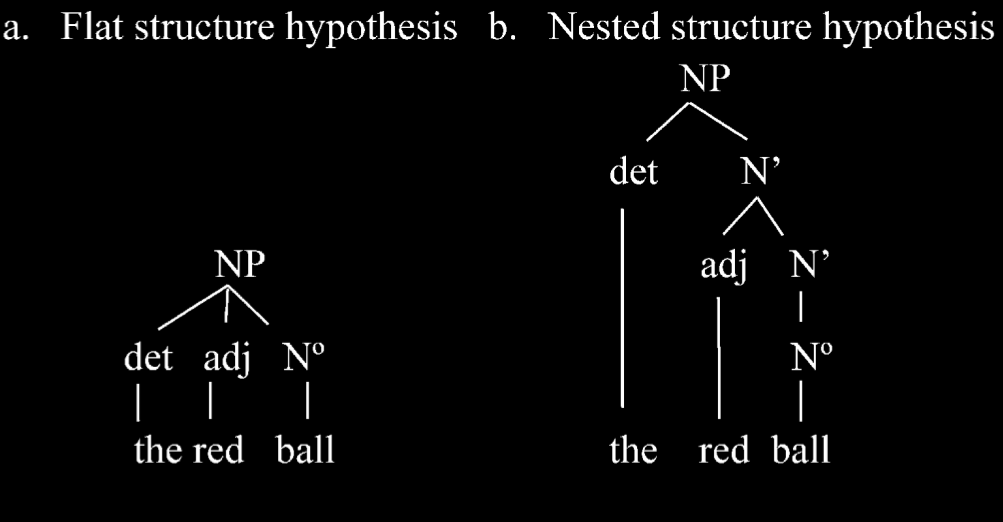 a. Flat structure hypothesis b. Nested structure hypothesis
NP
det N’
NP adj N’
det adj Nº Nº
the red ball the red ball